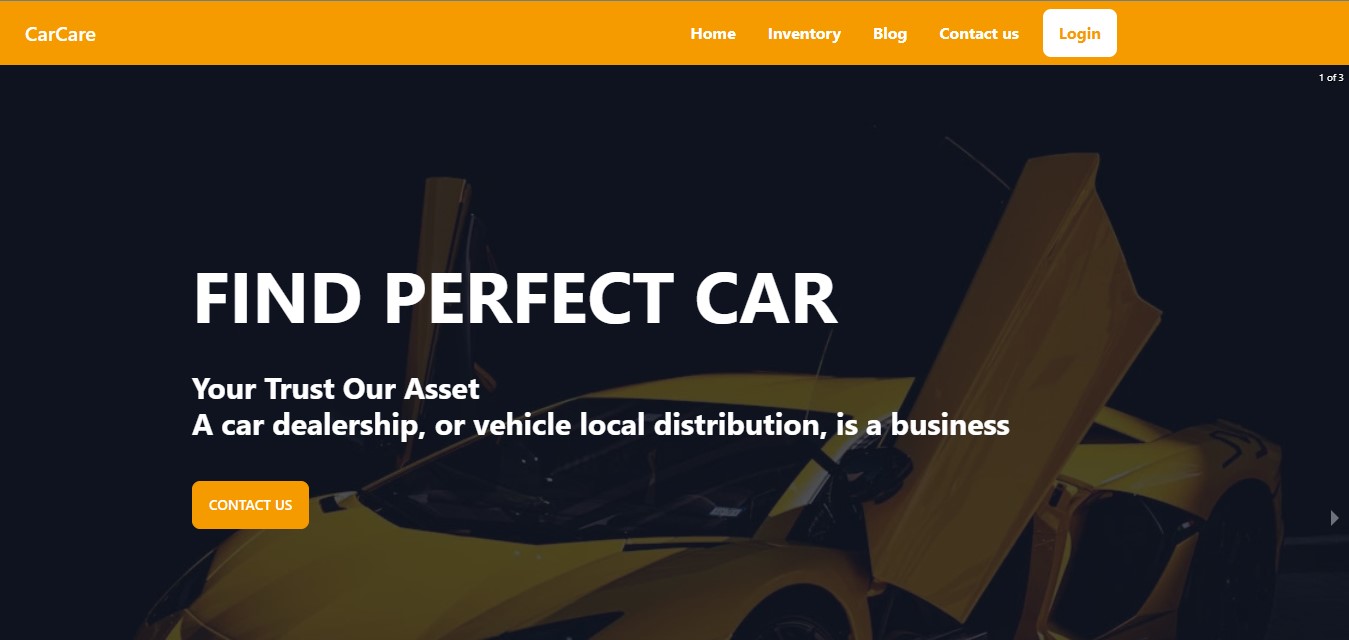 CarCare
Home Inventory Blog Contact us Login
1 of 3
FIND PERFECT CAR
Your Trust Our Asset
A car dealership, or vehicle local distribution, is a business
CONTACT US